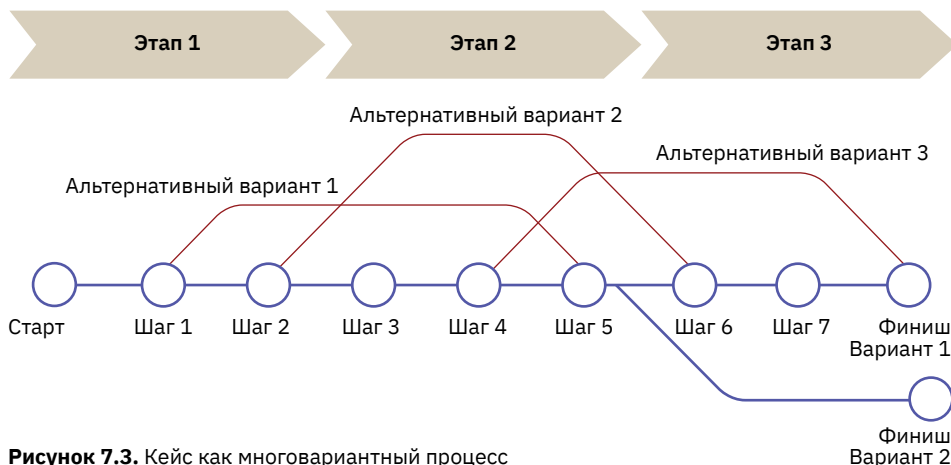 Этап 1
Этап 2
Этап 3
Альтернативный вариант 2
Альтернативный вариант 3
Альтернативный вариант 1
Старт
Шаг 1
Шаг 2
Шаг 3
Шаг 4
Шаг 5
Шаг 6
Шаг 7
Финиш
Вариант 1
Финиш
Вариант 2
Рисунок 7.3. Кейс как многовариантный процесс